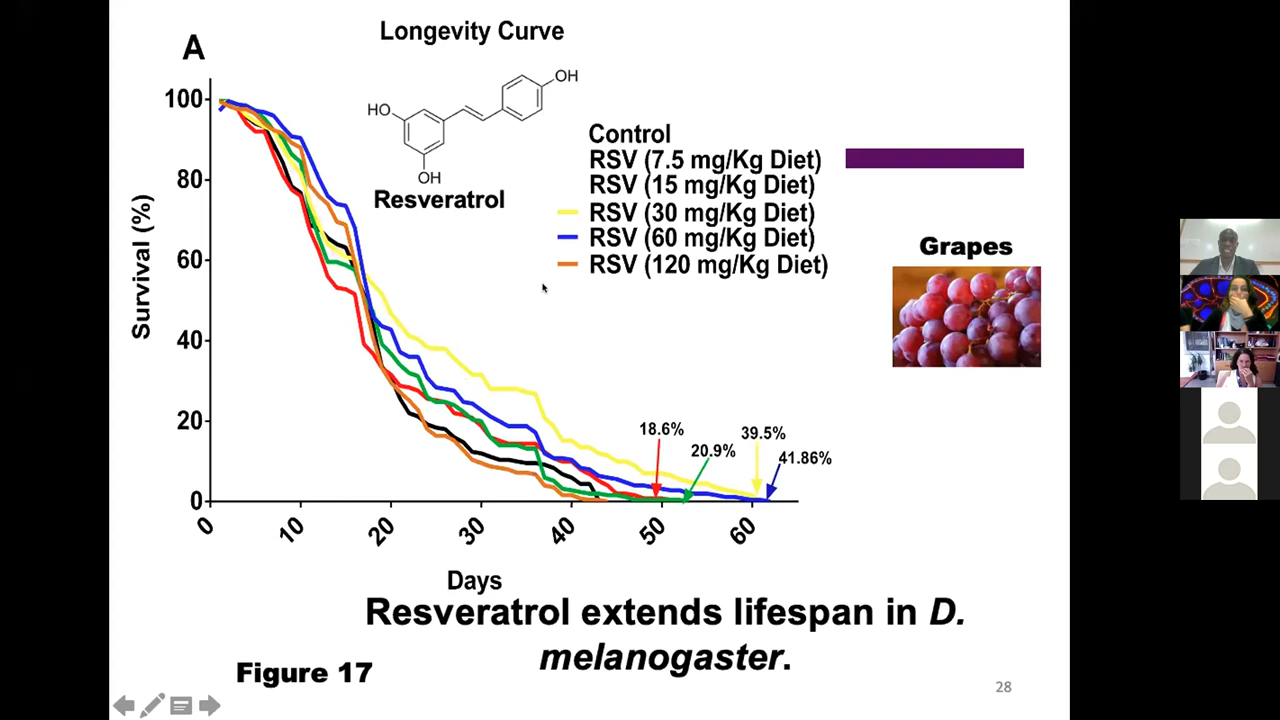 Longevity Curve
A
OH
HO
OH
Resveratrol
Control
RSV (7.5 mg/Kg Diet)
RSV (15 mg/Kg Diet)
RSV (30 mg/Kg Diet)
RSV (60 mg/Kg Diet)
RSV (120 mg/Kg Diet)
Grapes
Survival (%)
100
80
60
40
20
0
18.6%
20.9%
39.5%
41.86%
0
10
20
30
40
50
60
Days
Resveratrol extends lifespan in D.
melanogaster.
Figure 17
28